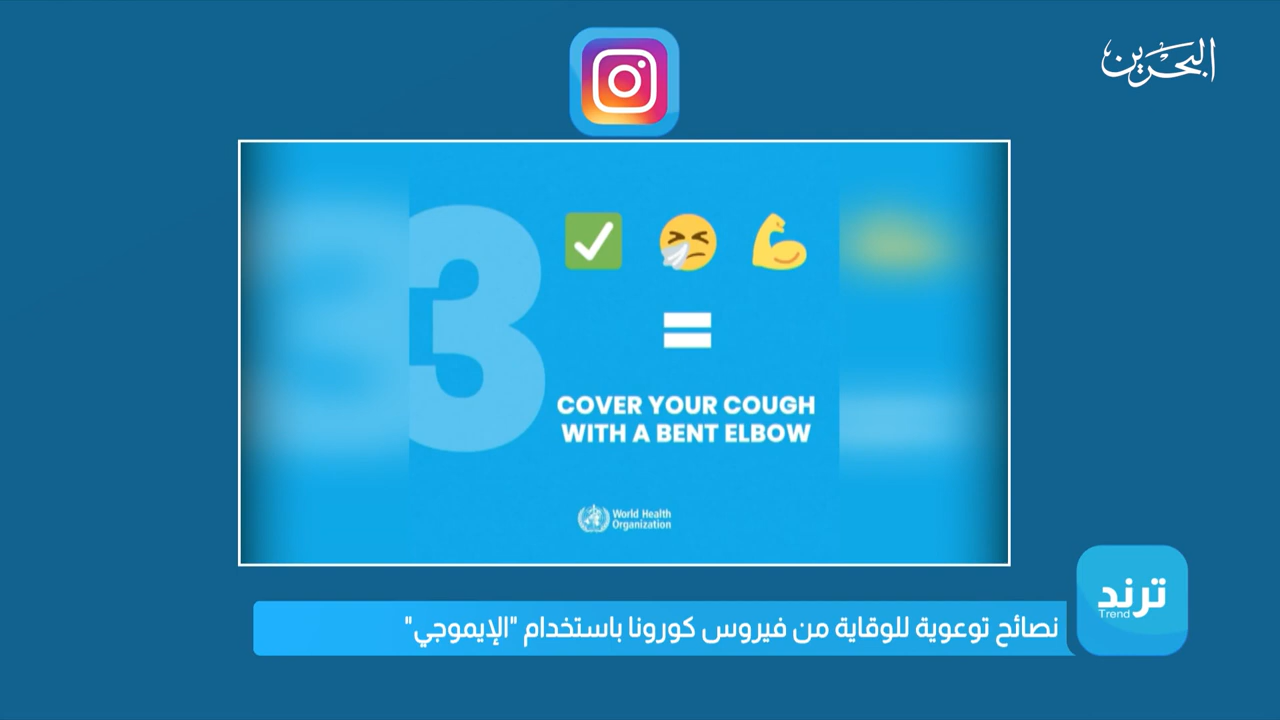 البحرين
3
COVER YOUR COUGH
WITH A BENT ELBOW
World Health
Organization
ترند
Trend
نصائح توعوية للوقاية من فيروس كورونا باستخدام "الإيموجي"